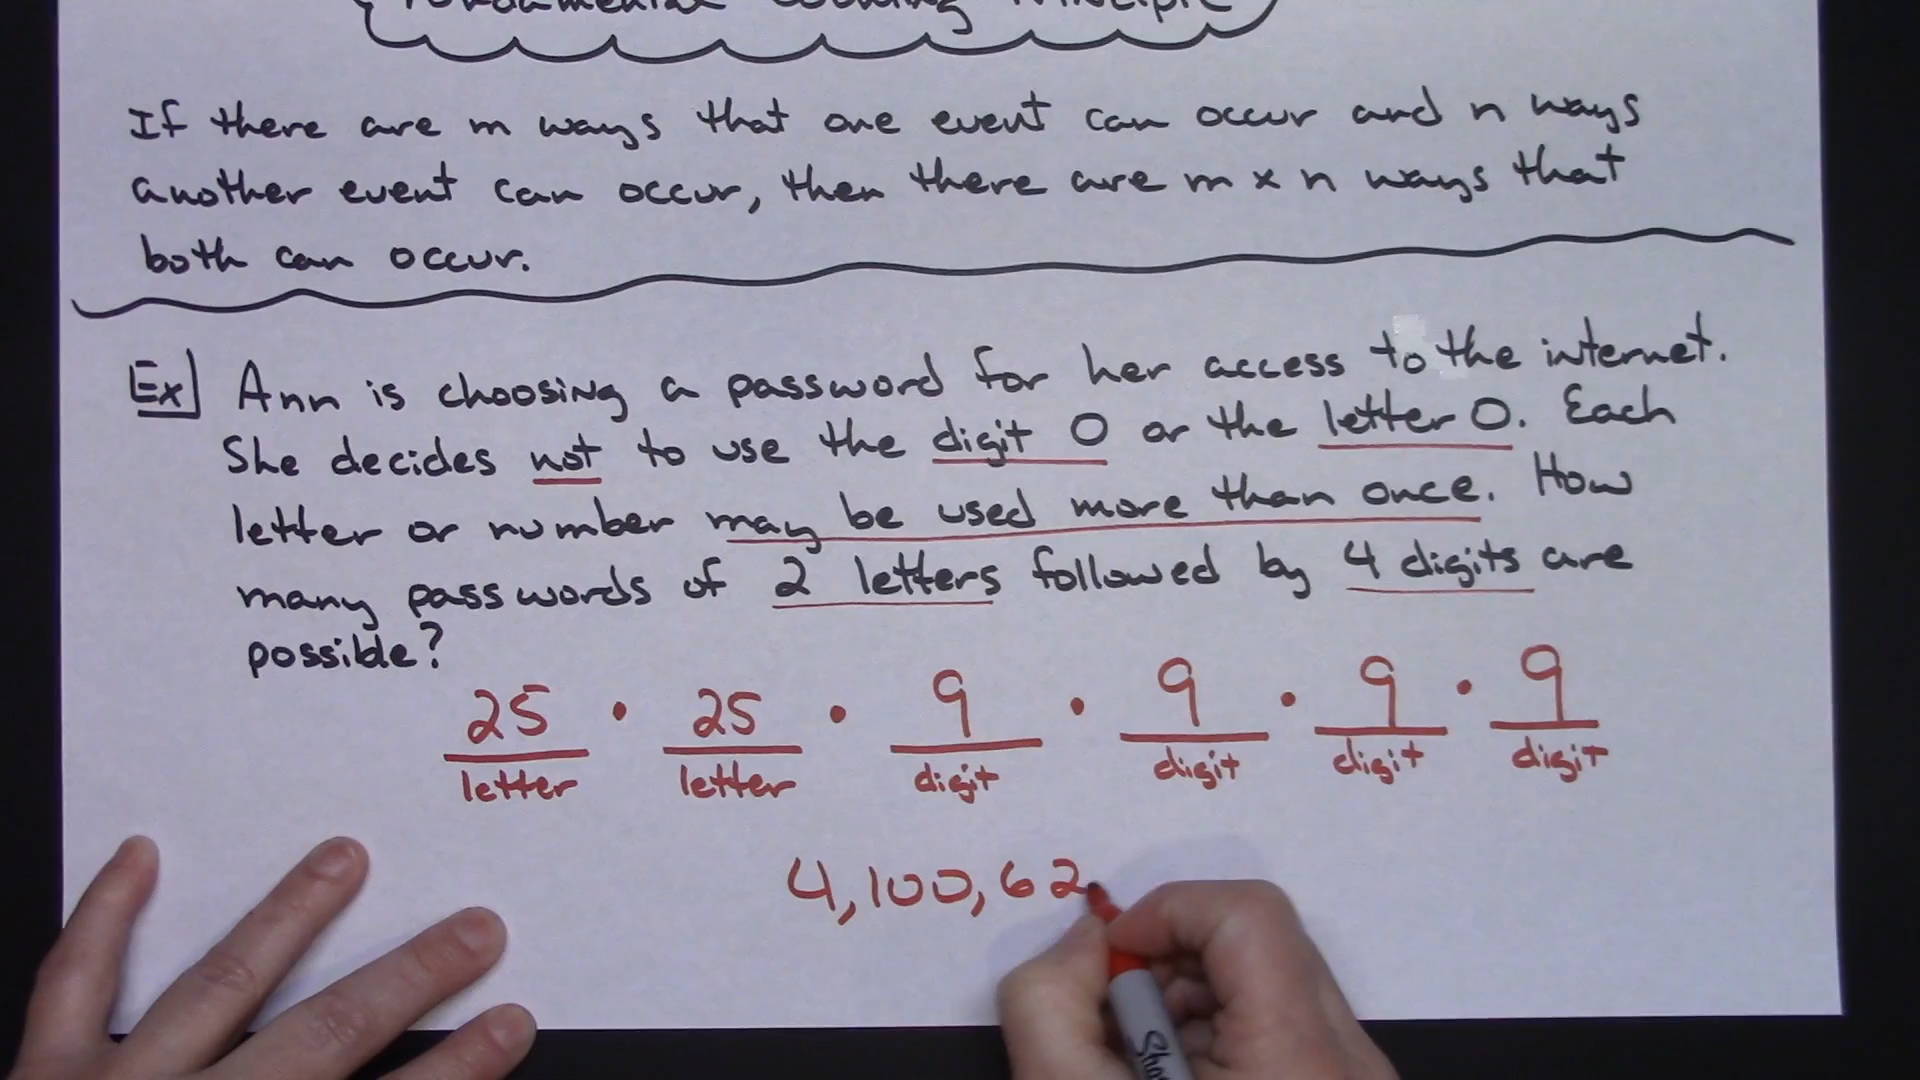 Fundamental Counting Principle
If there are m ways that one event can occur and n ways
another event can occur, then there are m x n ways that
both can occur.
Ex Ann is choosing a password for her access to the internet.
She decides not to use the digit 0 or the letter O. Each
letter or number may be used more than once. How
many passwords of 2 letters followed by 4 digits are
possible?
25 · 25 · 9 · 9 · 9 · 9
letter letter digit digit digit digit
4,100,62